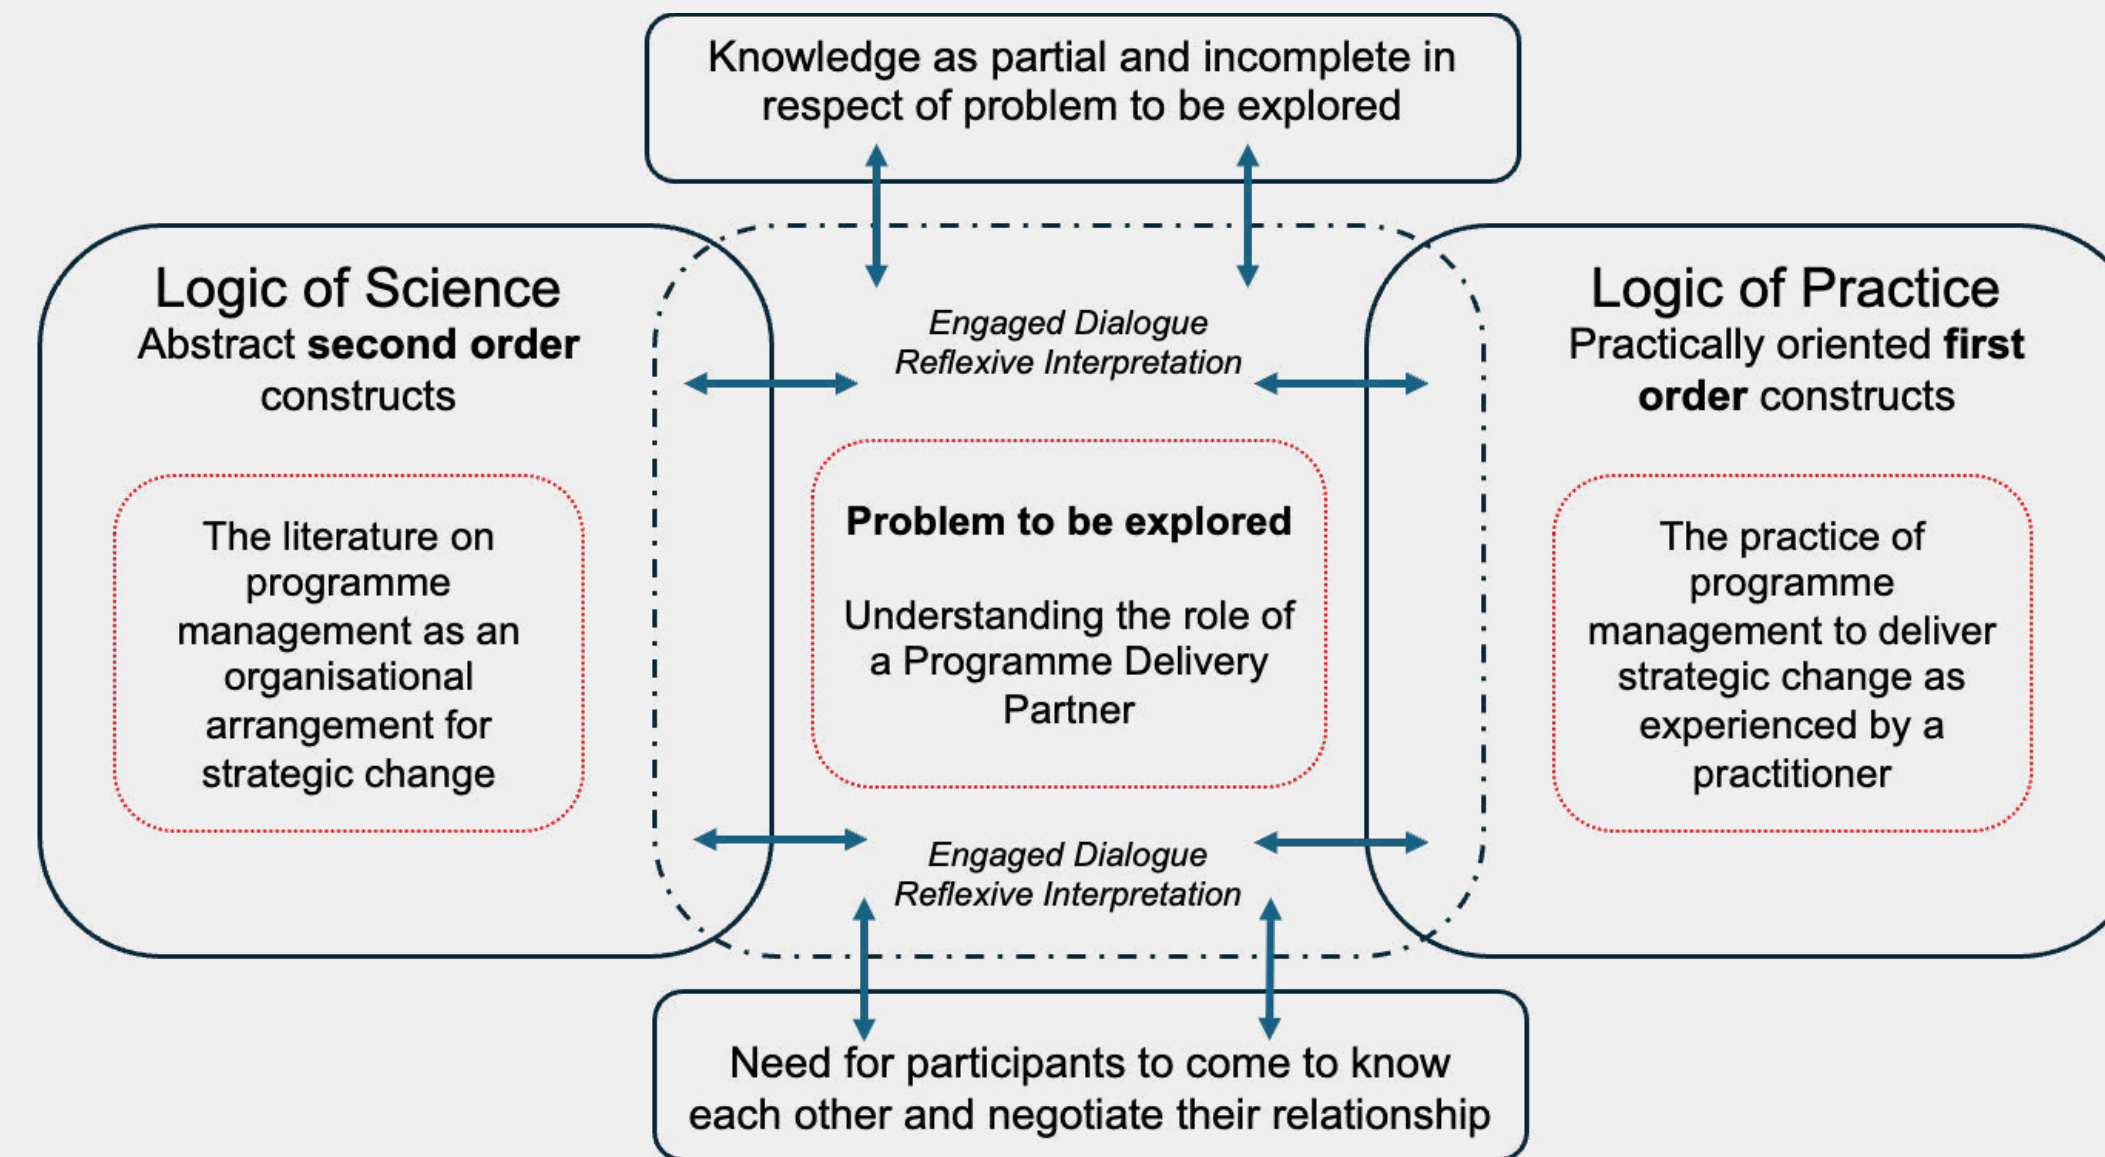 Knowledge as partial and incomplete in
respect of problem to be explored
Logic of Science
Abstract second order
constructs
The literature on
programme
management as an
organisational
arrangement for
strategic change
Engaged Dialogue
Reflexive Interpretation
Problem to be explored
Understanding the role of
a Programme Delivery
Partner
Engaged Dialogue
Reflexive Interpretation
Logic of Practice
Practically oriented first
order constructs
The practice of
programme
management to deliver
strategic change as
experienced by a
practitioner
Need for participants to come to know
each other and negotiate their relationship